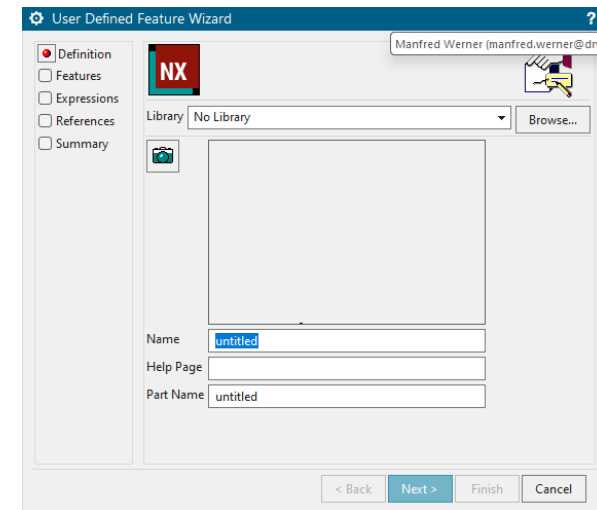 User Defined Feature Wizard ?
Manfred Werner (manfred.werner@
Definition
Features
Expressions
References
Summary
NX
Library No Library Browse...
Name untitled
Help Page
Part Name untitled
< Back Next > Finish Cancel